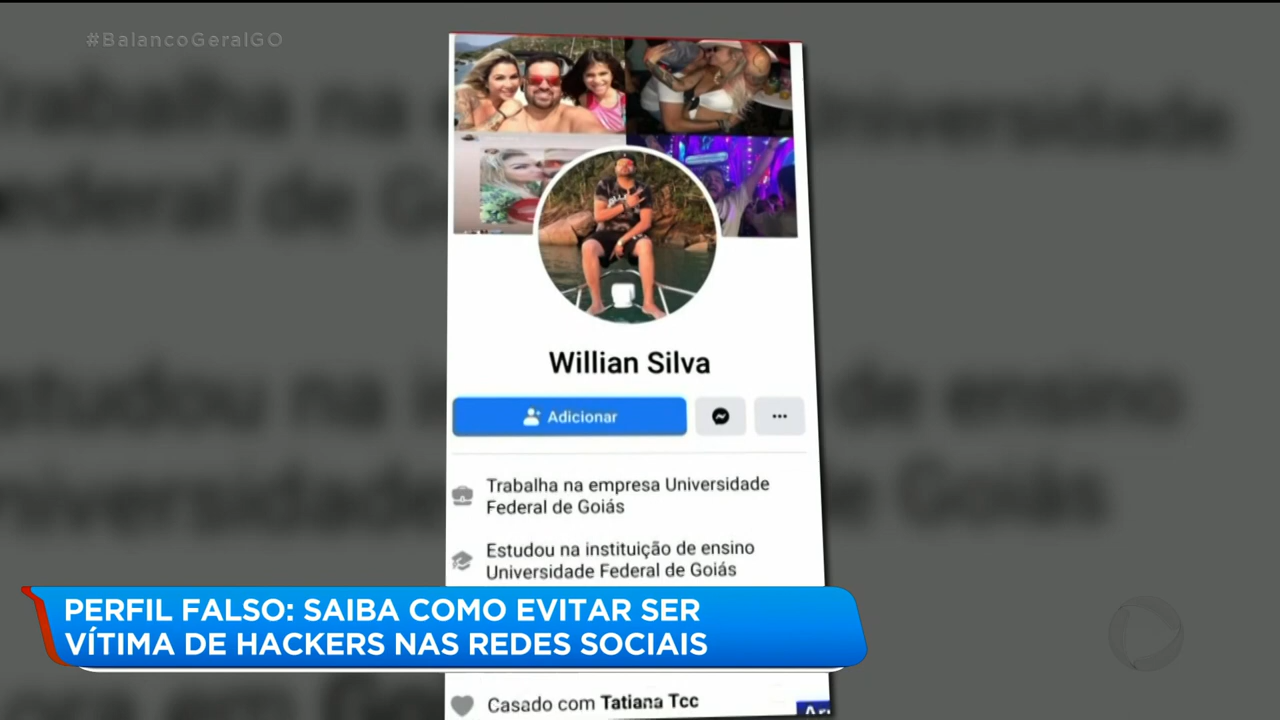 #BalancoGeralGO
Willian Silva
Adicionar
Trabalha na empresa Universidade
Federal de Goiás
Estudou na instituição de ensino
Universidade Federal de Goiás
PERFIL FALSO: SAIBA COMO EVITAR SER
VÍTIMA DE HACKERS NAS REDES SOCIAIS
Casado com Tatiana Tcc